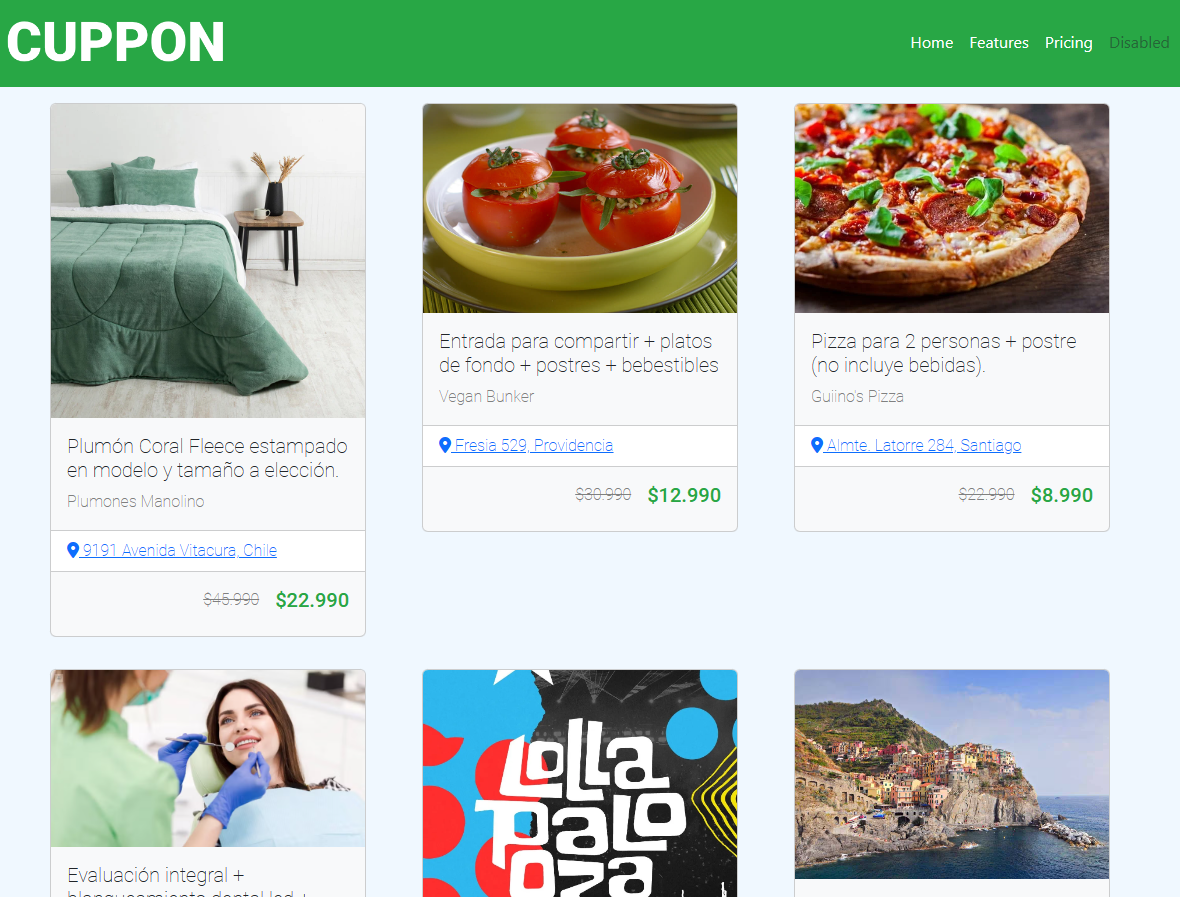 CUPPON
Home Features Pricing Disabled
Plumón Coral Fleece estampado
en modelo y tamaño a elección.
Plumones Manolino
9191 Avenida Vitacura, Chile
$45.990 $22.990
Entrada para compartir + platos
de fondo + postres + bebestibles
Vegan Bunker
Fresia 529, Providencia
$30.990 $12.990
Pizza para 2 personas + postre
(no incluye bebidas).
Guiino's Pizza
Almte. Latorre 284, Santiago
$22.990 $8.990
Evaluación integral +
blanqueamiento dental led +
Lolla
Palo
oza